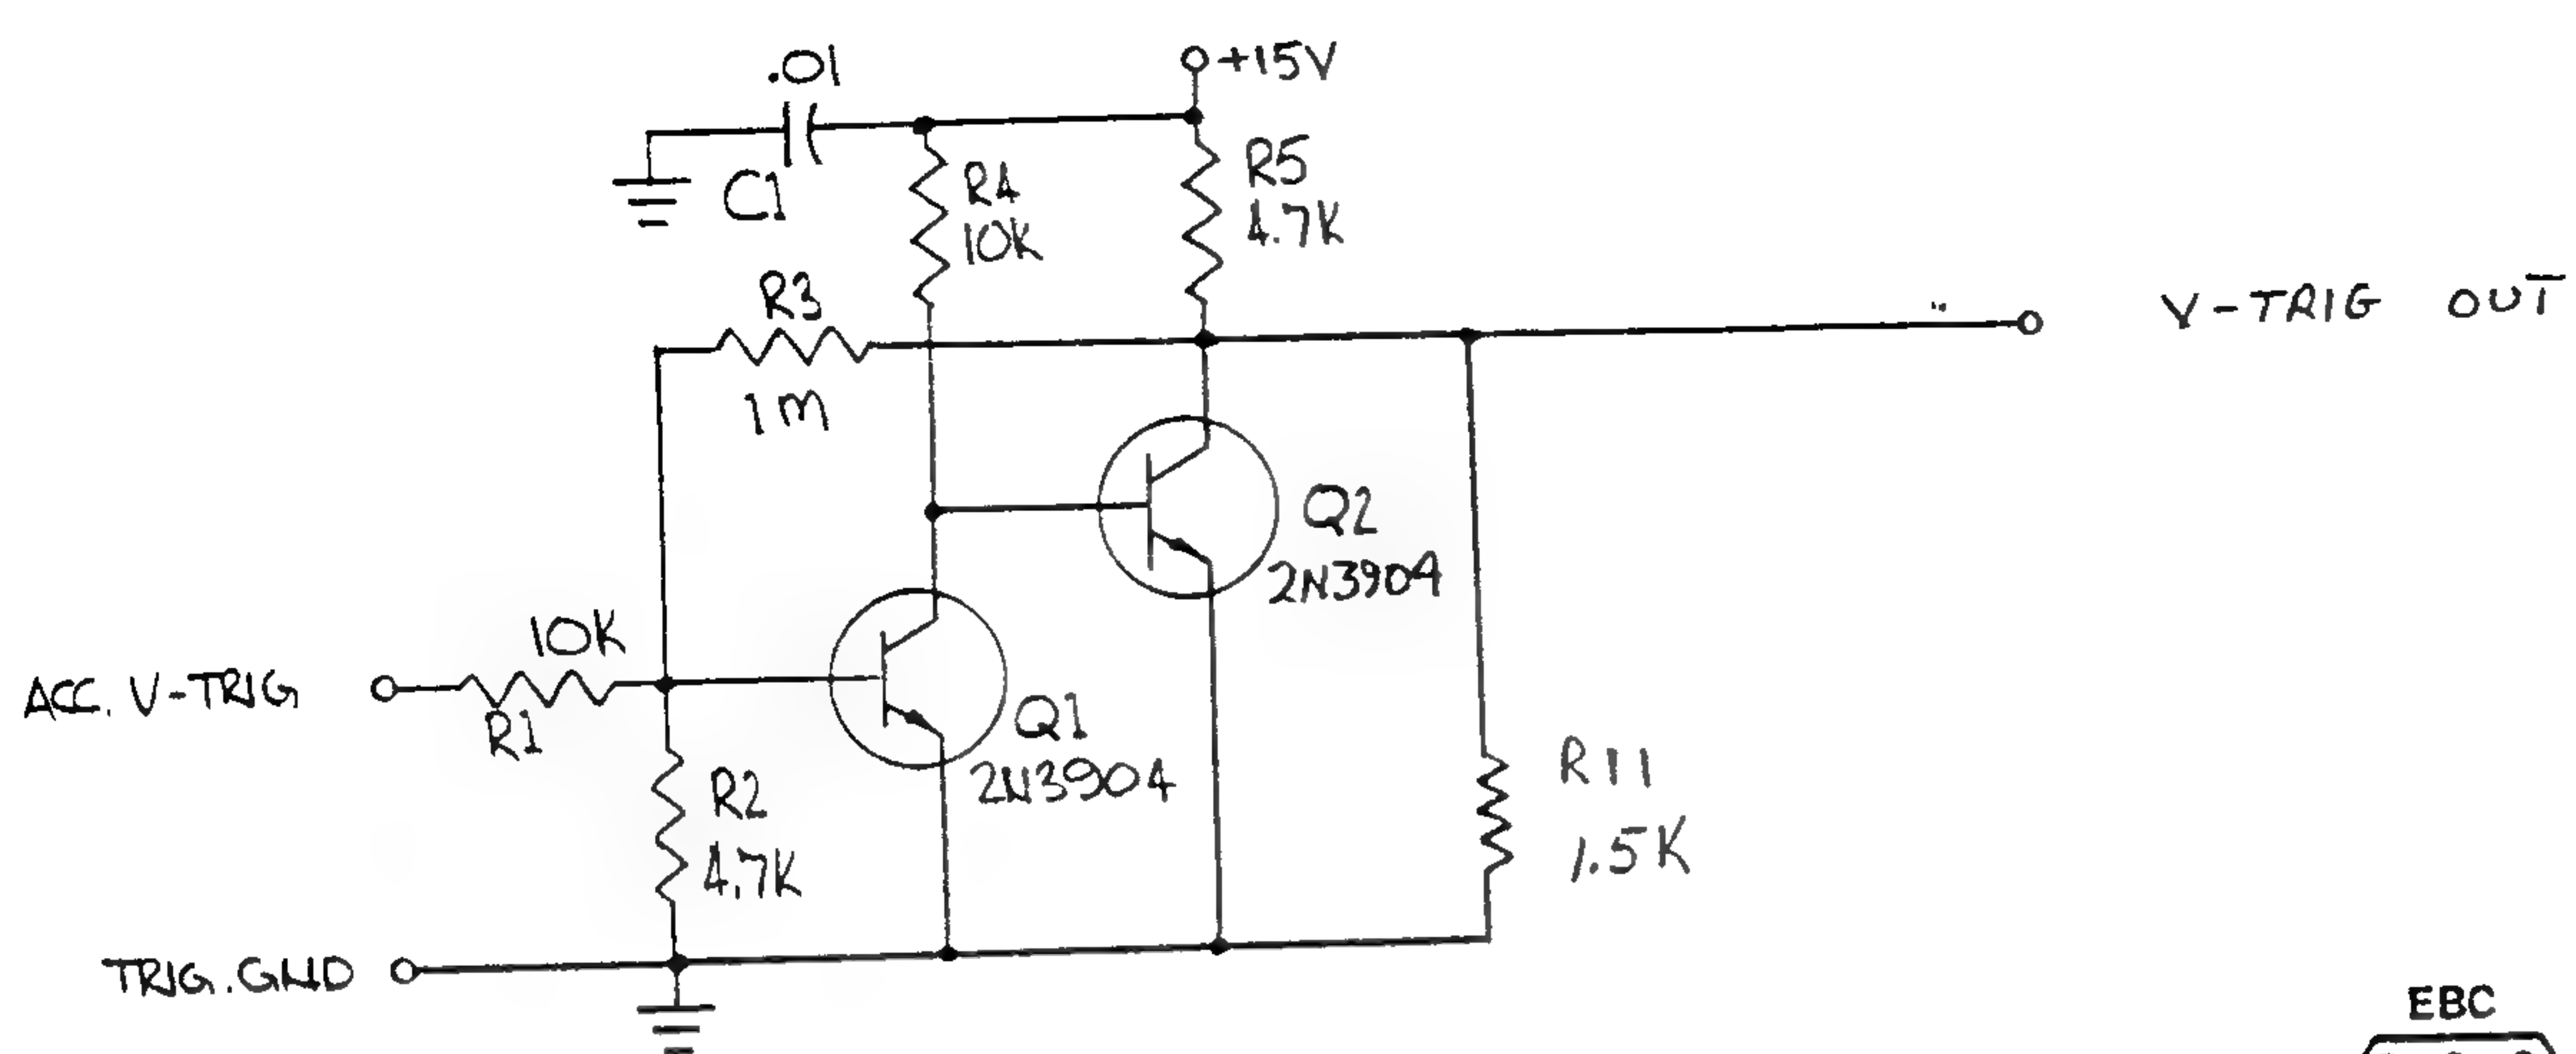 .01
C1
+15V
R4
10K
R5
4.7K
R3
1M
V-TRIG OUT
Q2
2N3904
ACC. V-TRIG
10K
R1
Q1
2N3904
R2
4.7K
R11
1.5K
TRIG. GND
EBC